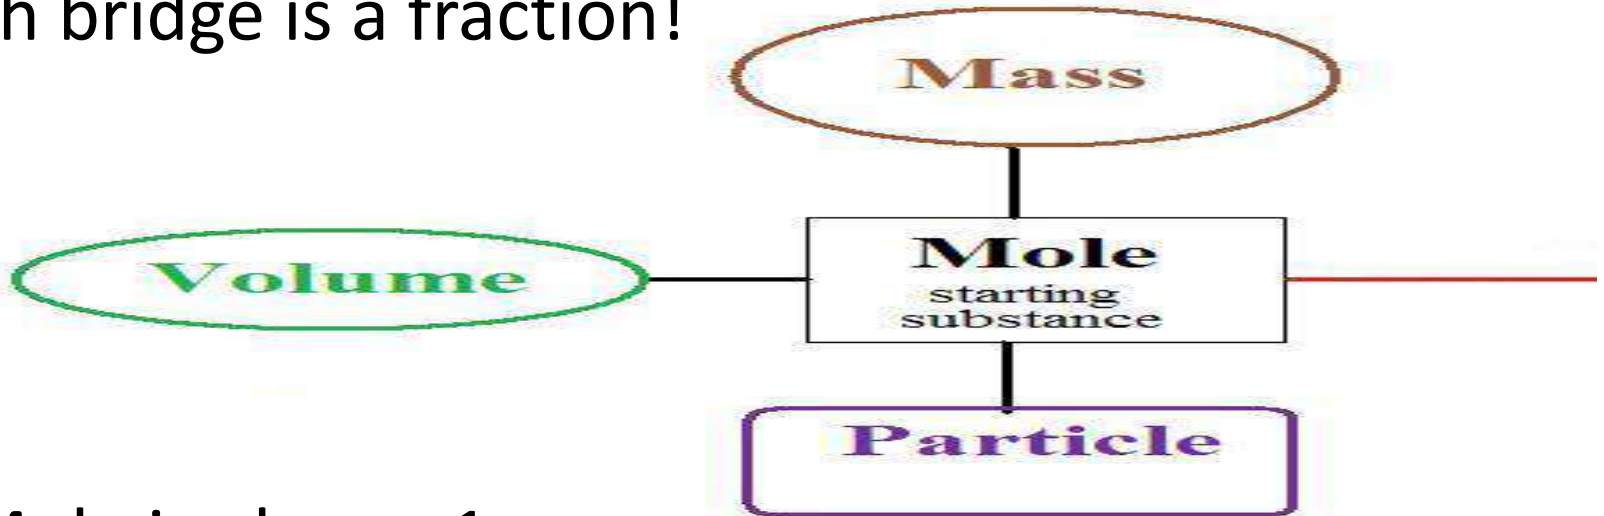 h bridge is a fraction!
Mass
Volume
Mole
starting
substance
Particle